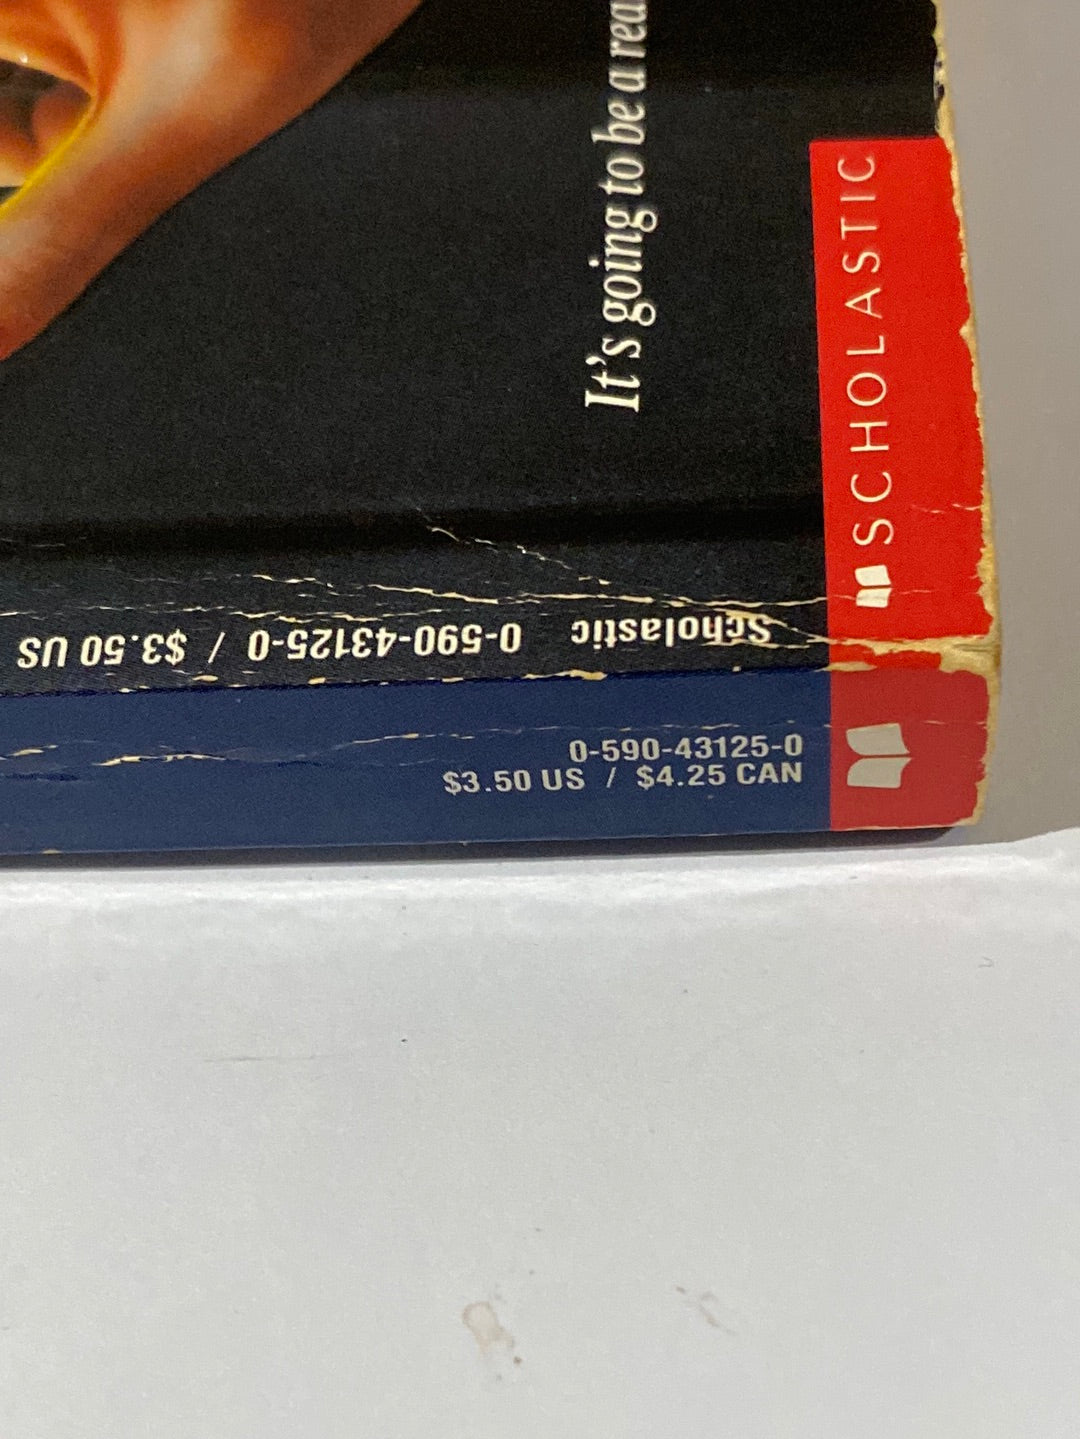 It's going to be a rea
SCHOLASTIC
Scholastic 0-590-43125-0 / $3.50 US
0-590-43125-0
$3.50 US / $4.25 CAN